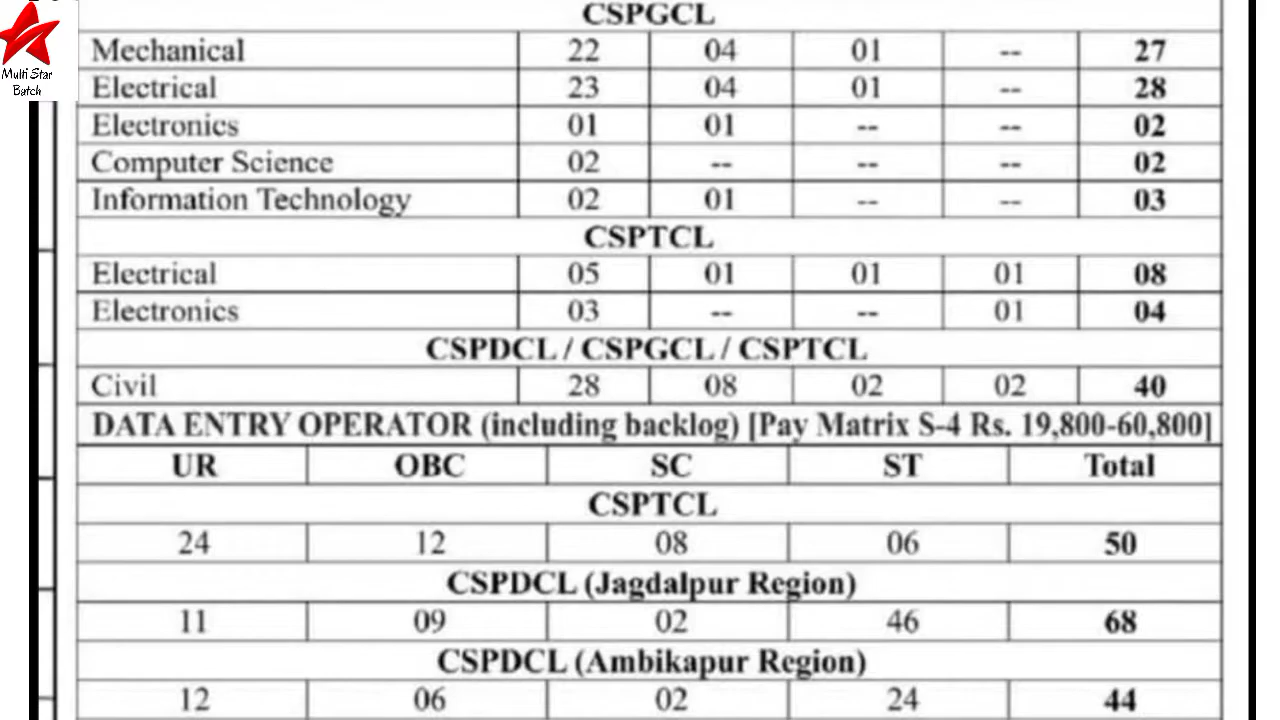 Multi Star
Batch
CSPGCL
Mechanical 22 04 01 -- 27
Electrical 23 04 01 -- 28
Electronics 01 01 -- -- 02
Computer Science 02 -- -- -- 02
Information Technology 02 01 -- -- 03
CSPTCL
Electrical 05 01 01 01 08
Electronics 03 -- -- 01 04
CSPDCL / CSPGCL / CSPTCL
Civil 28 08 02 02 40
DATA ENTRY OPERATOR (including backlog) [Pay Matrix S-4 Rs. 19,800-60,800]
UR OBC SC ST Total
CSPTCL
24 12 08 06 50
CSPDCL (Jagdalpur Region)
11 09 02 46 68
CSPDCL (Ambikapur Region)
12 06 02 24 44